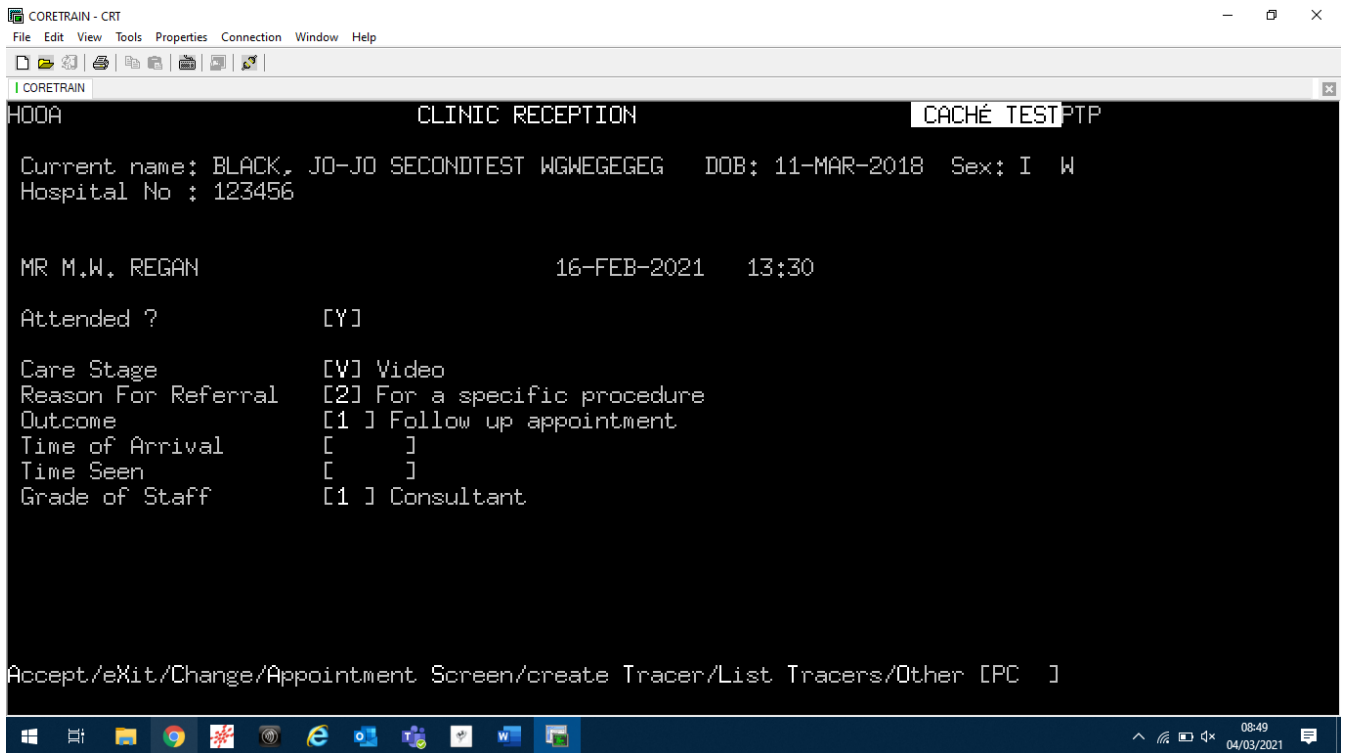 CORETRAIN - CRT
File Edit View Tools Properties Connection Window Help
CORETRAIN
HOOA CLINIC RECEPTION CACHÉ TESTPTP
Current name: BLACK, JO-JO SECONDTEST WGWEGEGEG DOB: 11-MAR-2018 Sex: I W
Hospital No : 123456
MR M.W. REGAN 16-FEB-2021 13:30
Attended ? [Y]
Care Stage [V] Video
Reason For Referral [2] For a specific procedure
Outcome [1 ] Follow up appointment
Time of Arrival [ ]
Time Seen [ ]
Grade of Staff [1 ] Consultant
Accept/eXit/Change/Appointment Screen/create Tracer/List Tracers/Other [PC ]
08:49
04/03/2021